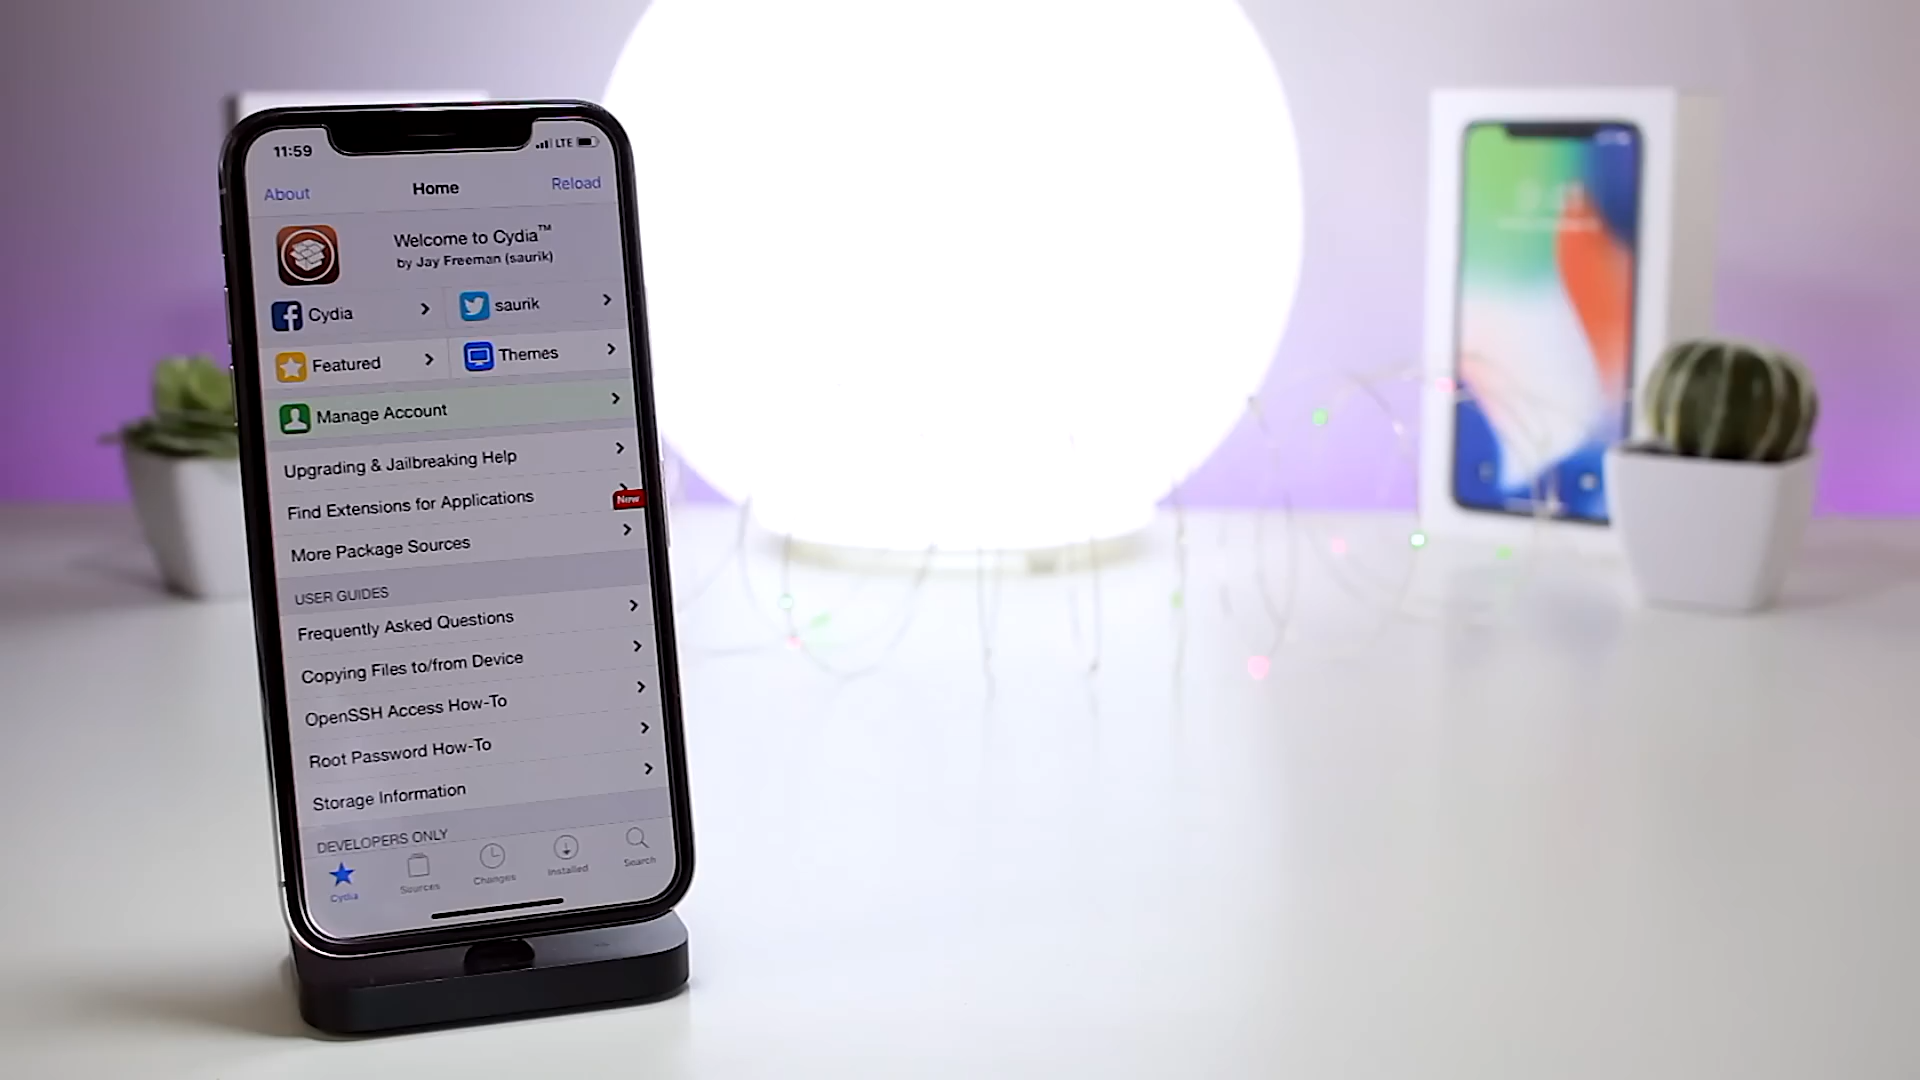 11:59
LTE
About
Home
Reload
Welcome to Cydia™
by Jay Freeman (saurik)
Cydia
saurik
Featured
Themes
Manage Account
Upgrading & Jailbreaking Help
Find Extensions for Applications
New
More Package Sources
USER GUIDES
Frequently Asked Questions
Copying Files to/from Device
OpenSSH Access How-To
Root Password How-To
Storage Information
DEVELOPERS ONLY
Cydia
Sources
Changes
Installed
Search